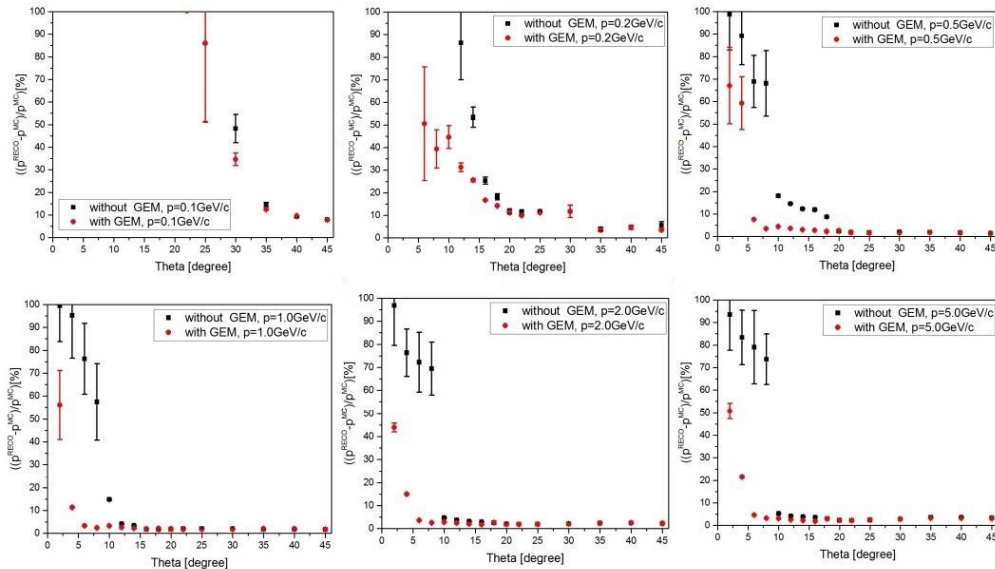 ((p^RECO-p^MC)/p^MC)[%]
100
90
80
70
60
50
40
30
20
10
0
without GEM, p=0.1GeV/c
with GEM, p=0.1GeV/c
0 5 10 15 20 25 30 35 40 45
Theta [degree]
((p^RECO-p^MC)/p^MC)[%]
100
90
80
70
60
50
40
30
20
10
0
without GEM, p=0.2GeV/c
with GEM, p=0.2GeV/c
0 5 10 15 20 25 30 35 40 45
Theta [degree]
((p^RECO-p^MC)/p^MC)[%]
100
90
80
70
60
50
40
30
20
10
0
without GEM, p=0.5GeV/c
with GEM, p=0.5GeV/c
0 5 10 15 20 25 30 35 40 45
Theta [degree]
((p^RECO-p^MC)/p^MC)[%]
100
90
80
70
60
50
40
30
20
10
0
without GEM, p=1.0GeV/c
with GEM, p=1.0GeV/c
0 5 10 15 20 25 30 35 40 45
Theta [degree]
((p^RECO-p^MC)/p^MC)[%]
100
90
80
70
60
50
40
30
20
10
0
without GEM, p=2.0GeV/c
with GEM, p=2.0GeV/c
0 5 10 15 20 25 30 35 40 45
Theta [degree]
((p^RECO-p^MC)/p^MC)[%]
100
90
80
70
60
50
40
30
20
10
0
without GEM, p=5.0GeV/c
with GEM, p=5.0GeV/c
0 5 10 15 20 25 30 35 40 45
Theta [degree]